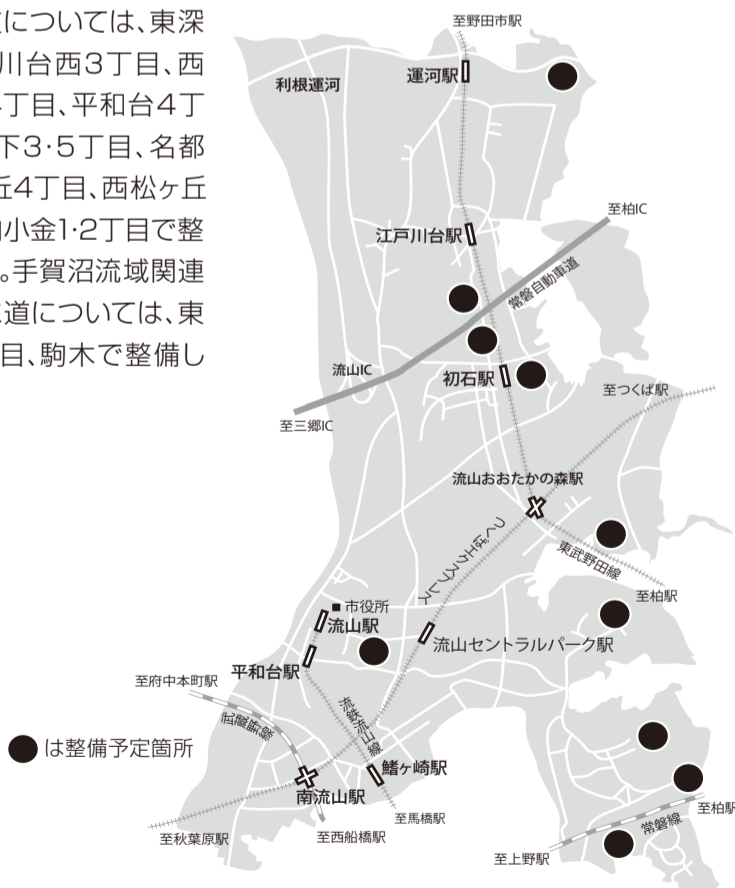 については、東深
川台西3丁目、西
丁目、平和台4丁
下3・5丁目、名都
丘4丁目、西松ヶ丘
小金1・2丁目で整
。手賀沼流域関連
道については、東
目、駒木で整備し
至野田市駅
利根運河
運河駅
至柏IC
江戸川台駅
常磐自動車道
流山IC
初石駅
至つくば駅
至三郷IC
流山おおたかの森駅
つくばエクスプレス
東武野田線
■市役所
至柏駅
流山駅
流山セントラルパーク駅
平和台駅
至府中本町駅
流鉄流山線
武蔵野線
●は整備予定箇所
鰭ヶ崎駅
南流山駅
至柏駅
至馬橋駅
常磐線
至秋葉原駅
至西船橋駅
至上野駅